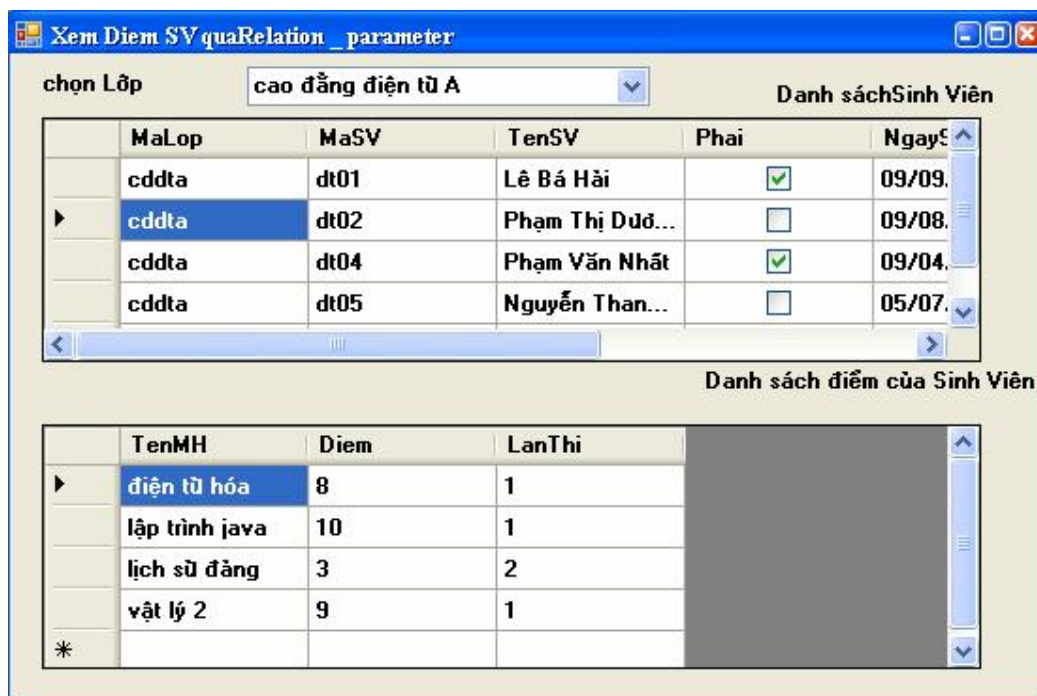 Xem Diem SV quaRelation _ parameter
chọn Lớp cao đẳng điện tử A
Danh sáchSinh Viên
MaLop MaSV TenSV Phai
cddta dt01 Lê Bá Hải 09/09.
cddta dt02 Phạm Thị Dươ... 09/08.
cddta dt04 Phạm Văn Nhất 09/04.
cddta dt05 Nguyễn Than... 05/07.
Danh sách điểm của Sinh Viên
TenMH Diem LanThi
điện tử hóa 8 1
lập trình java 10 1
lịch sử đảng 3 2
vật lý 2 9 1